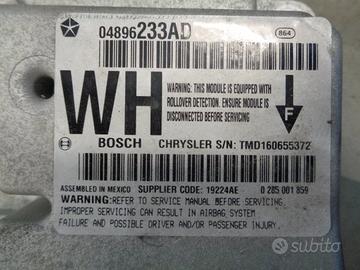 04896233AD
864
WH
WARNING: THIS MODULE IS EQUIPPED WITH
ROLLOVER DETECTION. ENSURE MODULE IS
DISCONNECTED BEFORE SERVICING
F
BOSCH CHRYSLER S/N: TMD160655372
ASSEMBLED IN MEXICO SUPPLIER CODE: 19224AE 0 285 001 859
WARNING: REFER TO SERVICE MANUAL BEFORE SERVICING.
IMPROPER SERVICING CAN RESULT IN AIRBAG SYSTEM
FAILURE AND POSSIBLE DRIVER AND/OR PASSENGER INJURY.
subito